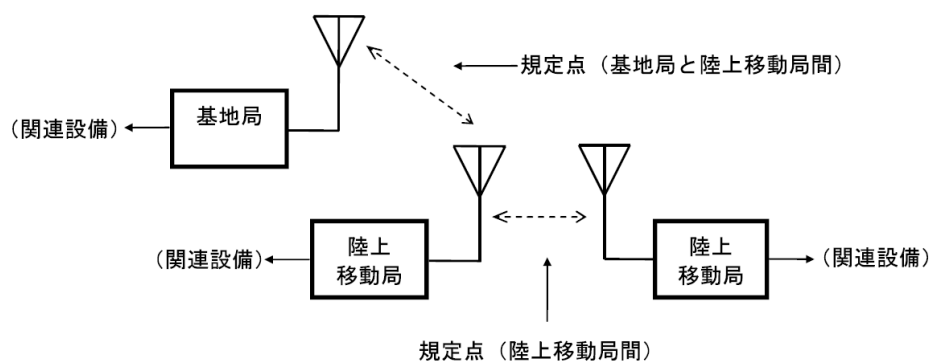 規定点（基地局と陸上移動局間）
基地局
（関連設備）
陸上
移動局
（関連設備）
陸上
移動局
（関連設備）
規定点（陸上移動局間）